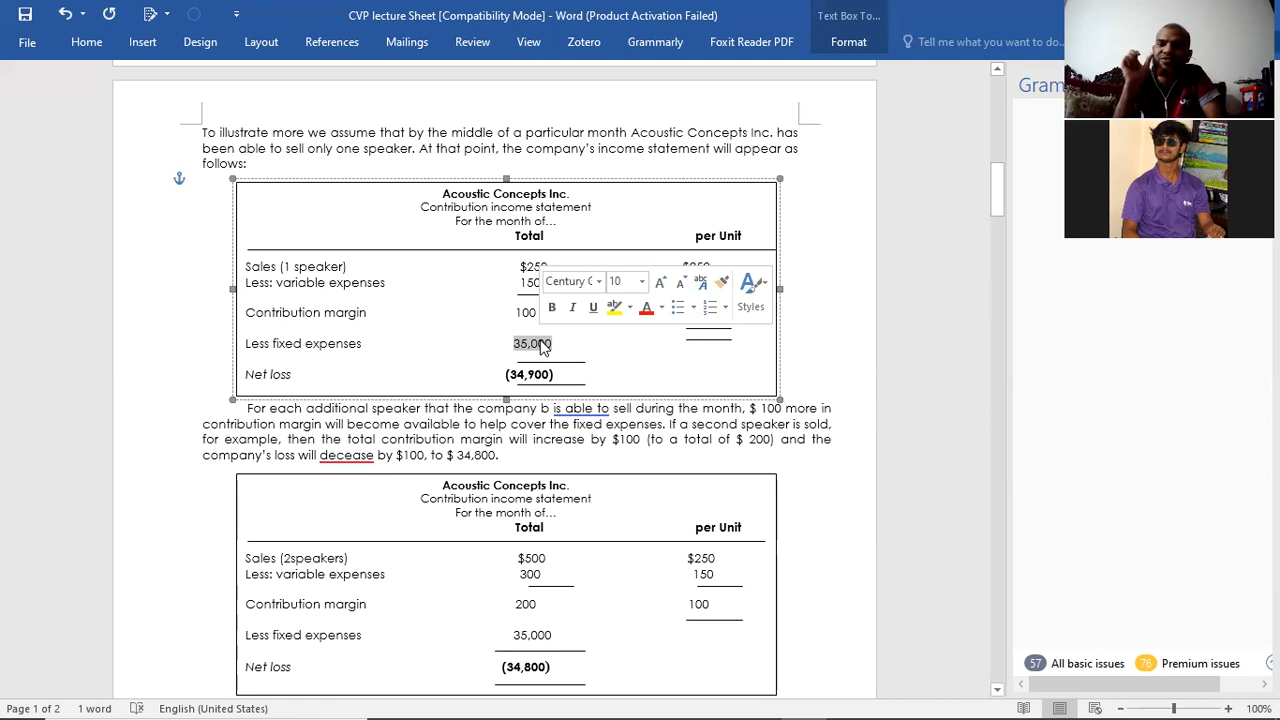 CVP lecture Sheet [Compatibility Mode] - Word (Product Activation Failed)
Text Box To...
File Home Insert Design Layout References Mailings Review View Zotero Grammarly Foxit Reader PDF Format Tell me what you want to do...
To illustrate more we assume that by the middle of a particular month Acoustic Concepts Inc. has
been able to sell only one speaker. At that point, the company's income statement will appear as
follows:
Acoustic Concepts Inc.
Contribution income statement
For the month of...
Total per Unit
Sales (1 speaker) $250
Less: variable expenses 150
Century 10
Styles
Contribution margin 100
Less fixed expenses 35,000
Net loss (34,900)
For each additional speaker that the company b is able to sell during the month, $ 100 more in
contribution margin will become available to help cover the fixed expenses. If a second speaker is sold,
for example, then the total contribution margin will increase by $100 (to a total of $ 200) and the
company's loss will decease by $100, to $ 34,800.
Acoustic Concepts Inc.
Contribution income statement
For the month of...
Total per Unit
Sales (2speakers) $500 $250
Less: variable expenses 300 150
Contribution margin 200 100
Less fixed expenses 35,000
Net loss (34,800)
Gram
57 All basic issues 76 Premium issues
Page 1 of 2 1 word English (United States) 100%